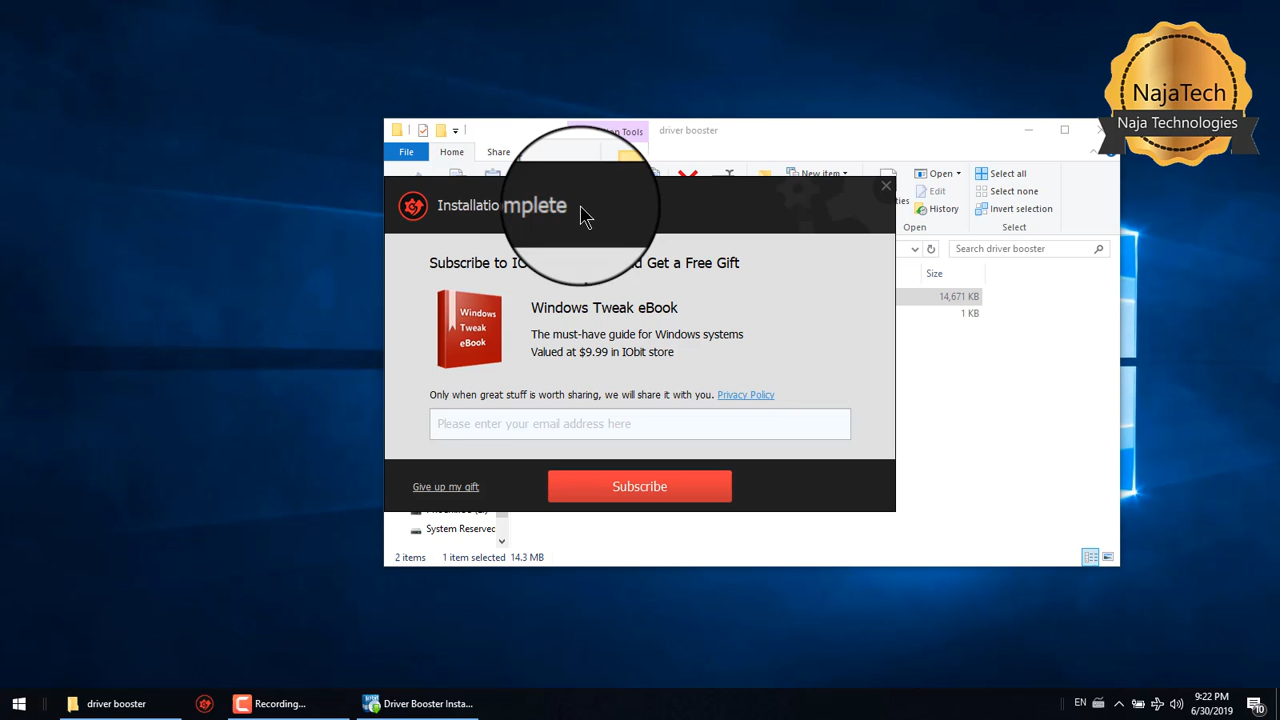 NajaTech
Naja Technologies
driver booster
File
Home
Share
New item
Open
Edit
History
Open
Select all
Select none
Invert selection
Select
Search driver booster
Size
14,671 KB
1 KB
Installatio mplete
Subscribe to IO
Get a Free Gift
Windows Tweak eBook
Windows Tweak eBook
The must-have guide for Windows systems
Valued at $9.99 in IObit store
Only when great stuff is worth sharing, we will share it with you. Privacy Policy
Please enter your email address here
Give up my gift
Subscribe
System Reserved
2 items
1 item selected 14.3 MB
driver booster
Recording...
Driver Booster Insta...
EN
9:22 PM
6/30/2019
10